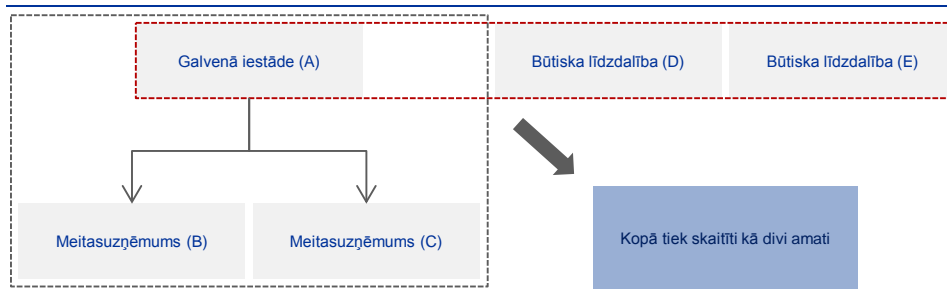 Galvenā iestāde (A)
Būtiska līdzdalība (D)
Būtiska līdzdalība (E)
Meitasuzņēmums (B)
Meitasuzņēmums (C)
Kopā tiek skaitīti kā divi amati